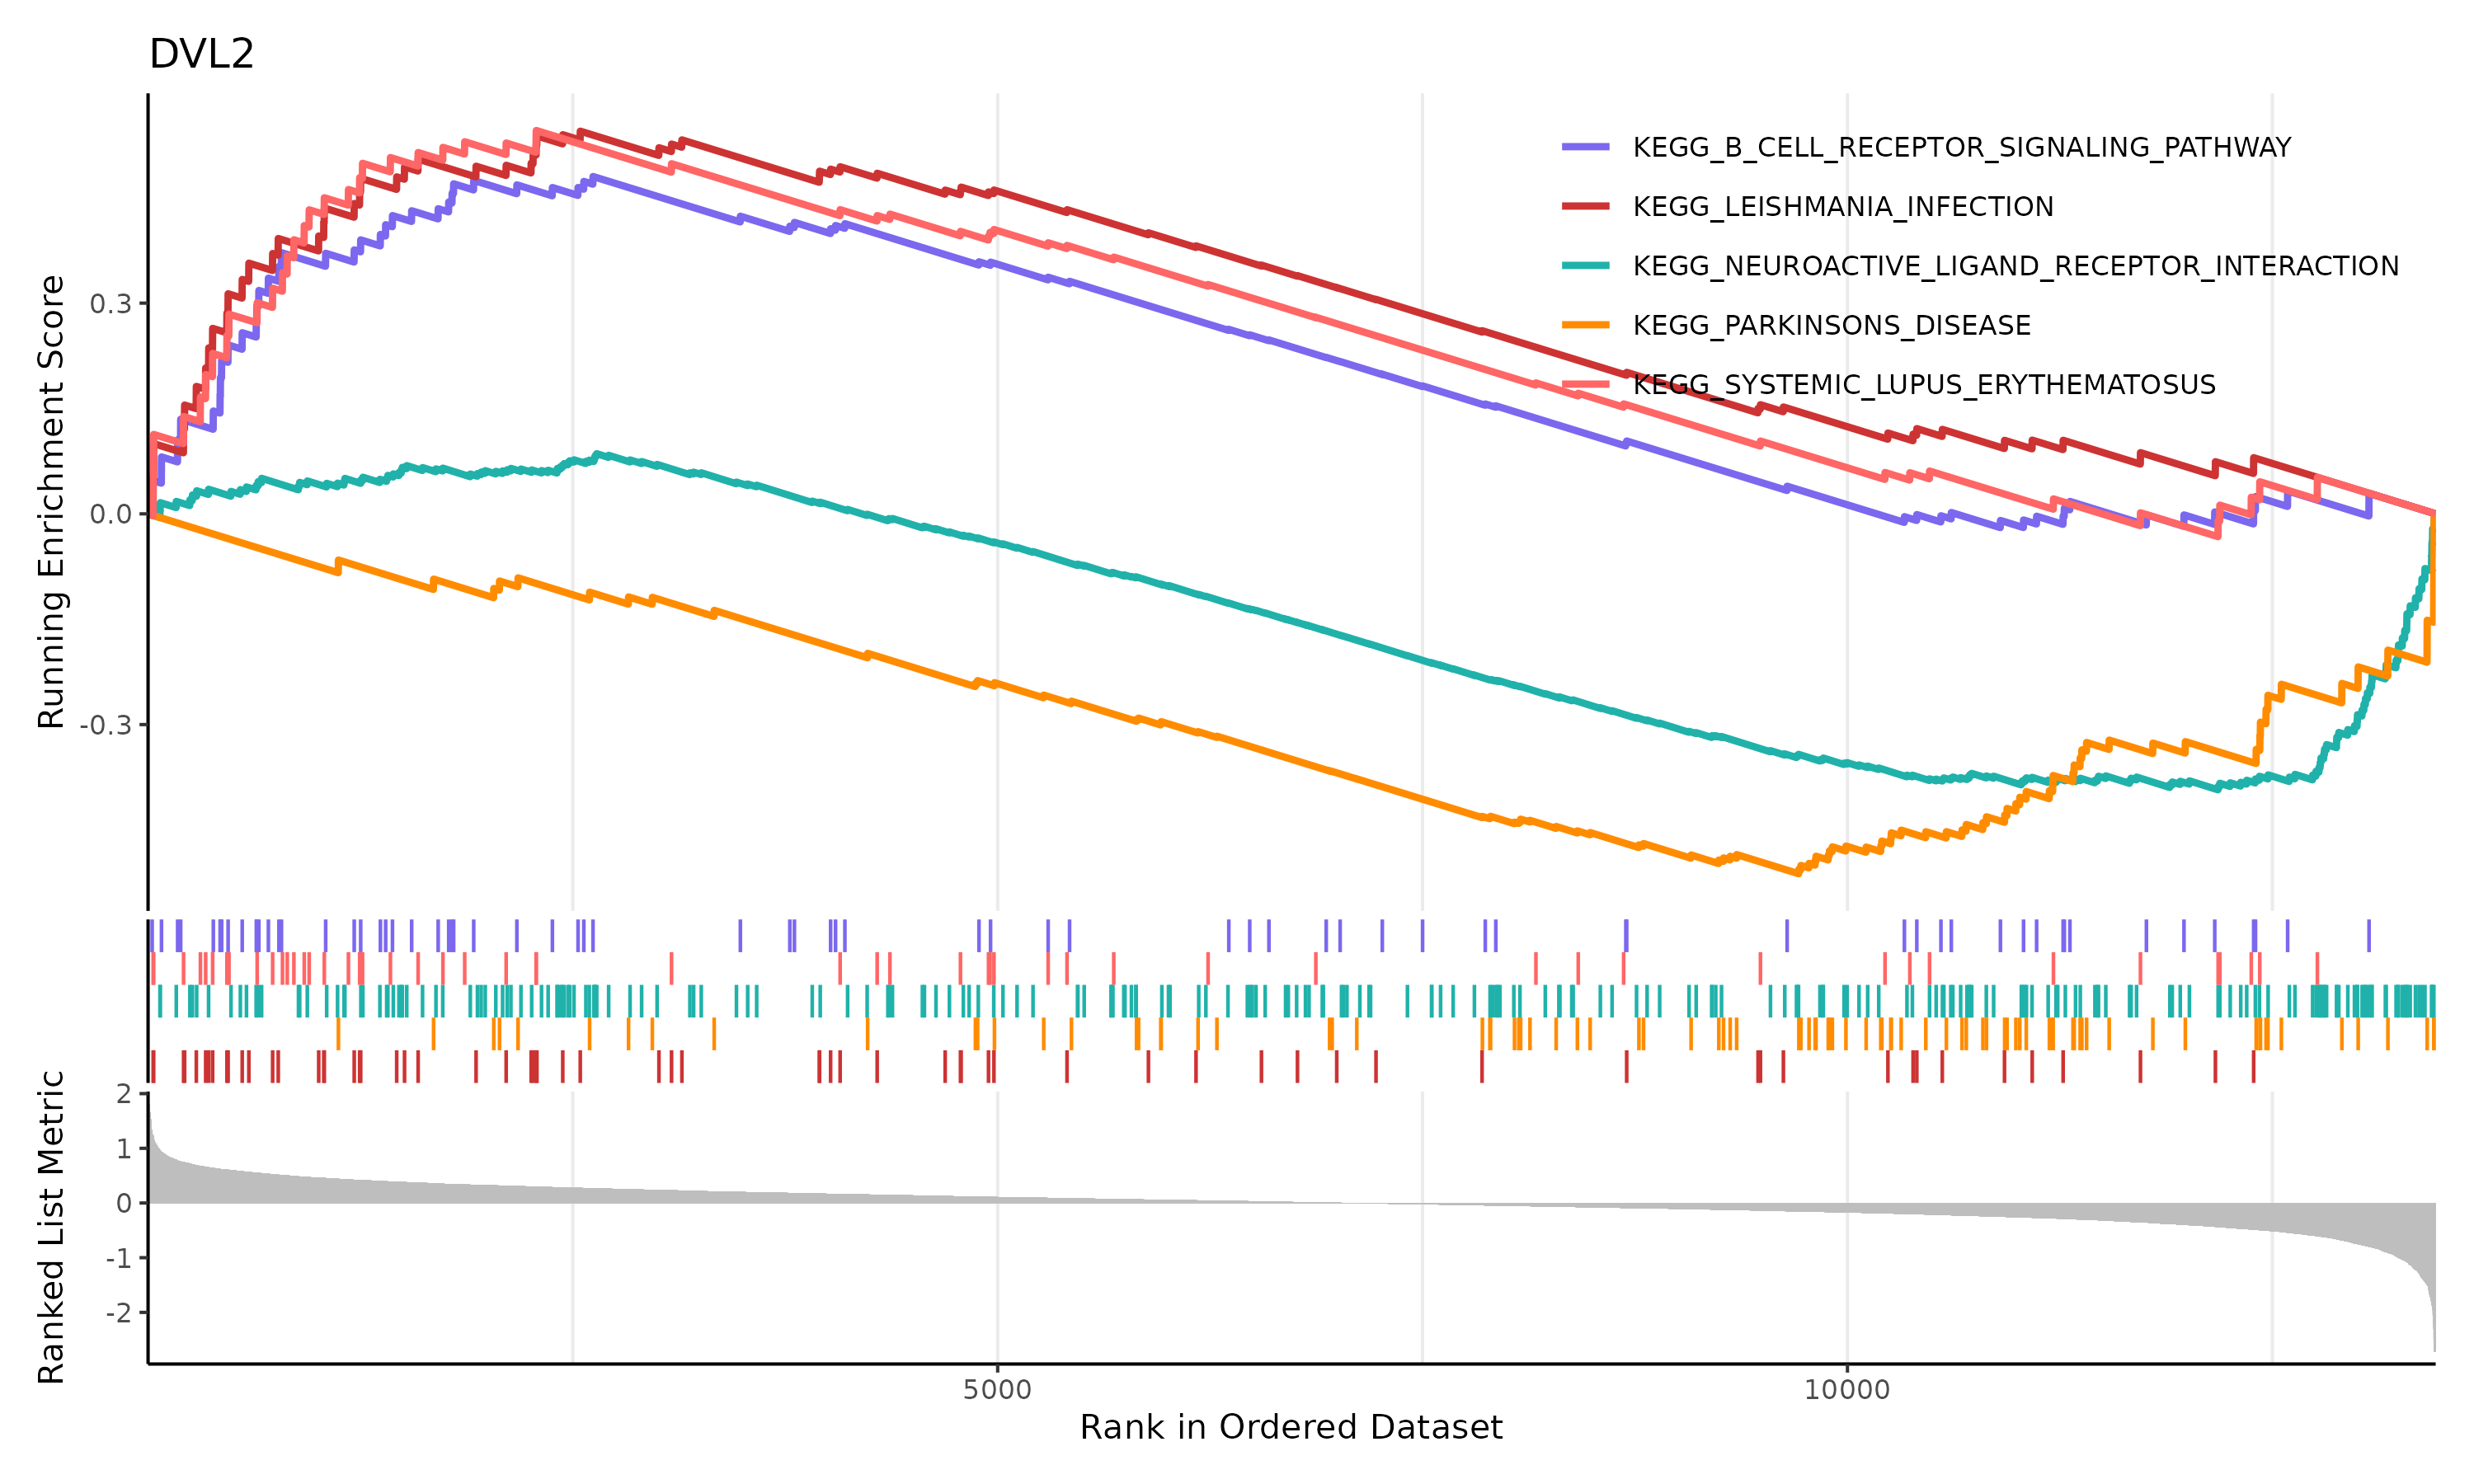 DVL2
Running Enrichment Score
0.3
0.0
-0.3
KEGG_B_CELL_RECEPTOR_SIGNALING_PATHWAY
KEGG_LEISHMANIA_INFECTION
KEGG_NEUROACTIVE_LIGAND_RECEPTOR_INTERACTION
KEGG_PARKINSONS_DISEASE
KEGG_SYSTEMIC_LUPUS_ERYTHEMATOSUS
Ranked List Metric
2
1
0
-1
-2
5000
10000
Rank in Ordered Dataset